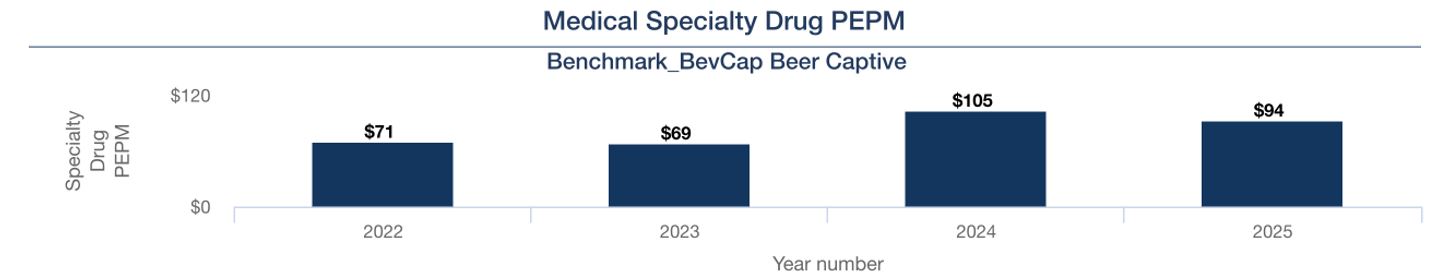 Medical Specialty Drug PEPM
Benchmark_BevCap Beer Captive
Specialty
Drug
PEPM
$120
$0
$71
$69
$105
$94
2022
2023
2024
2025
Year number